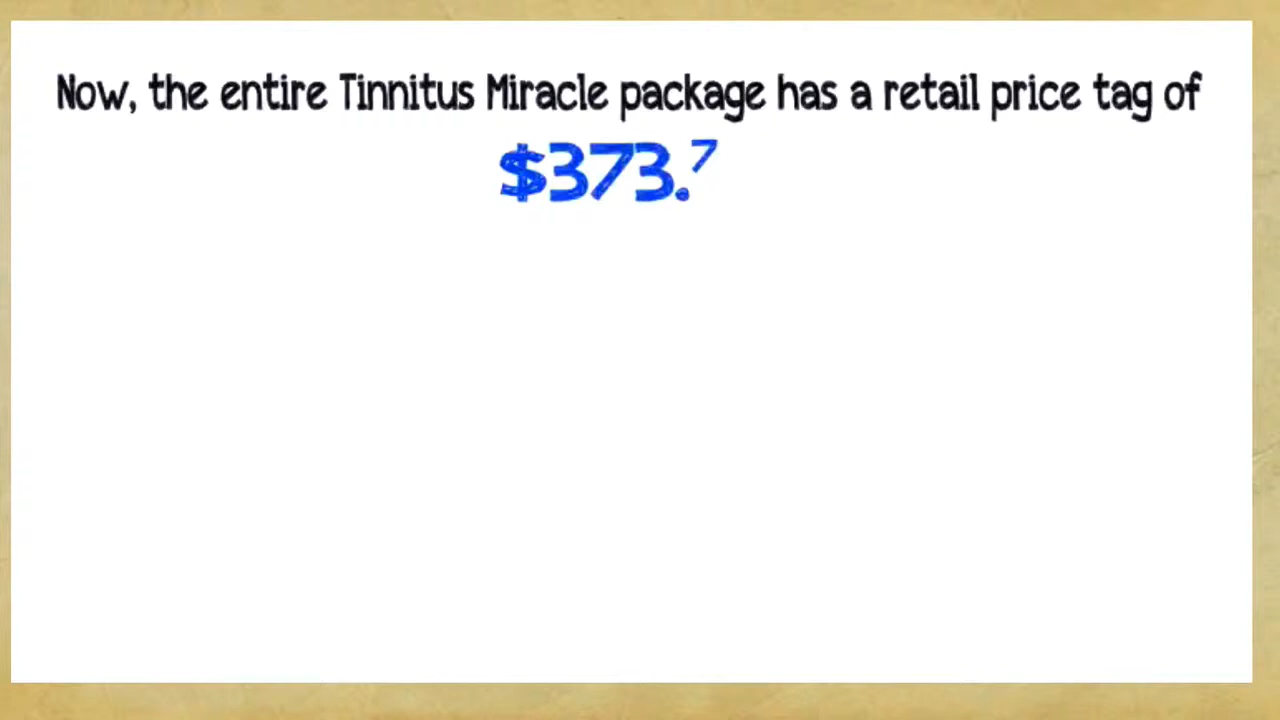 Now, the entire Tinnitus Miracle package has a retail price tag of
$373.7